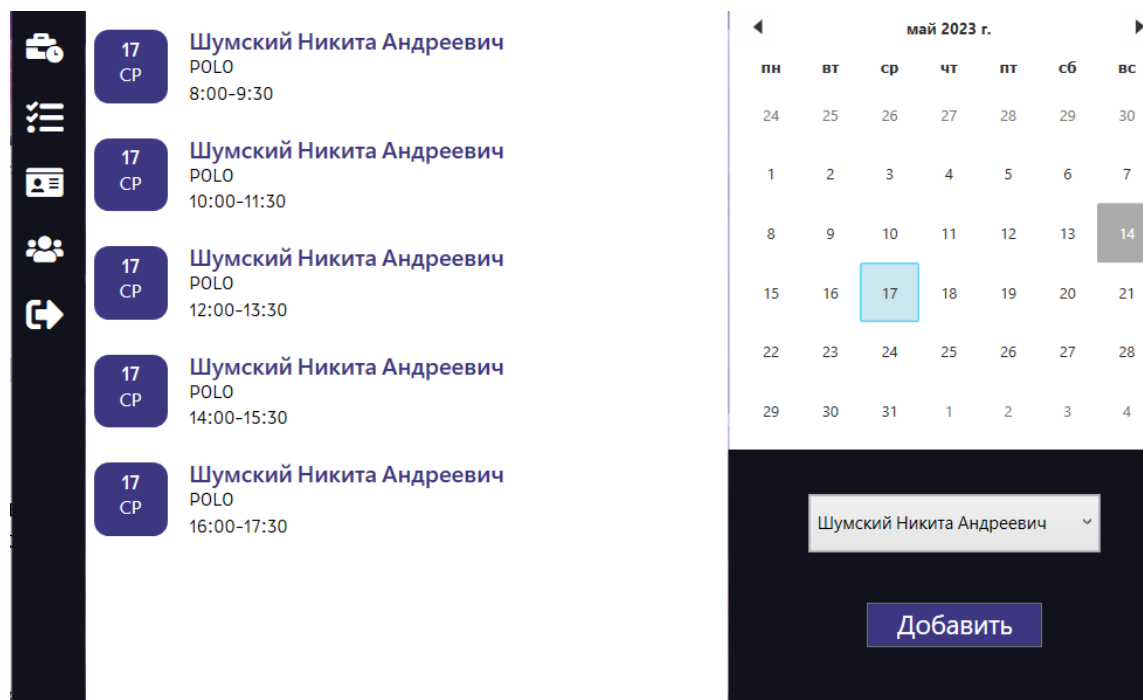 17
СР
Шумский Никита Андреевич
POLO
8:00-9:30
17
СР
Шумский Никита Андреевич
POLO
10:00-11:30
17
СР
Шумский Никита Андреевич
POLO
12:00-13:30
17
СР
Шумский Никита Андреевич
POLO
14:00-15:30
17
СР
Шумский Никита Андреевич
POLO
16:00-17:30
май 2023 г.
пн вт ср чт пт сб вс
24 25 26 27 28 29 30
1 2 3 4 5 6 7
8 9 10 11 12 13 14
15 16 17 18 19 20 21
22 23 24 25 26 27 28
29 30 31 1 2 3 4
Шумский Никита Андреевич
Добавить